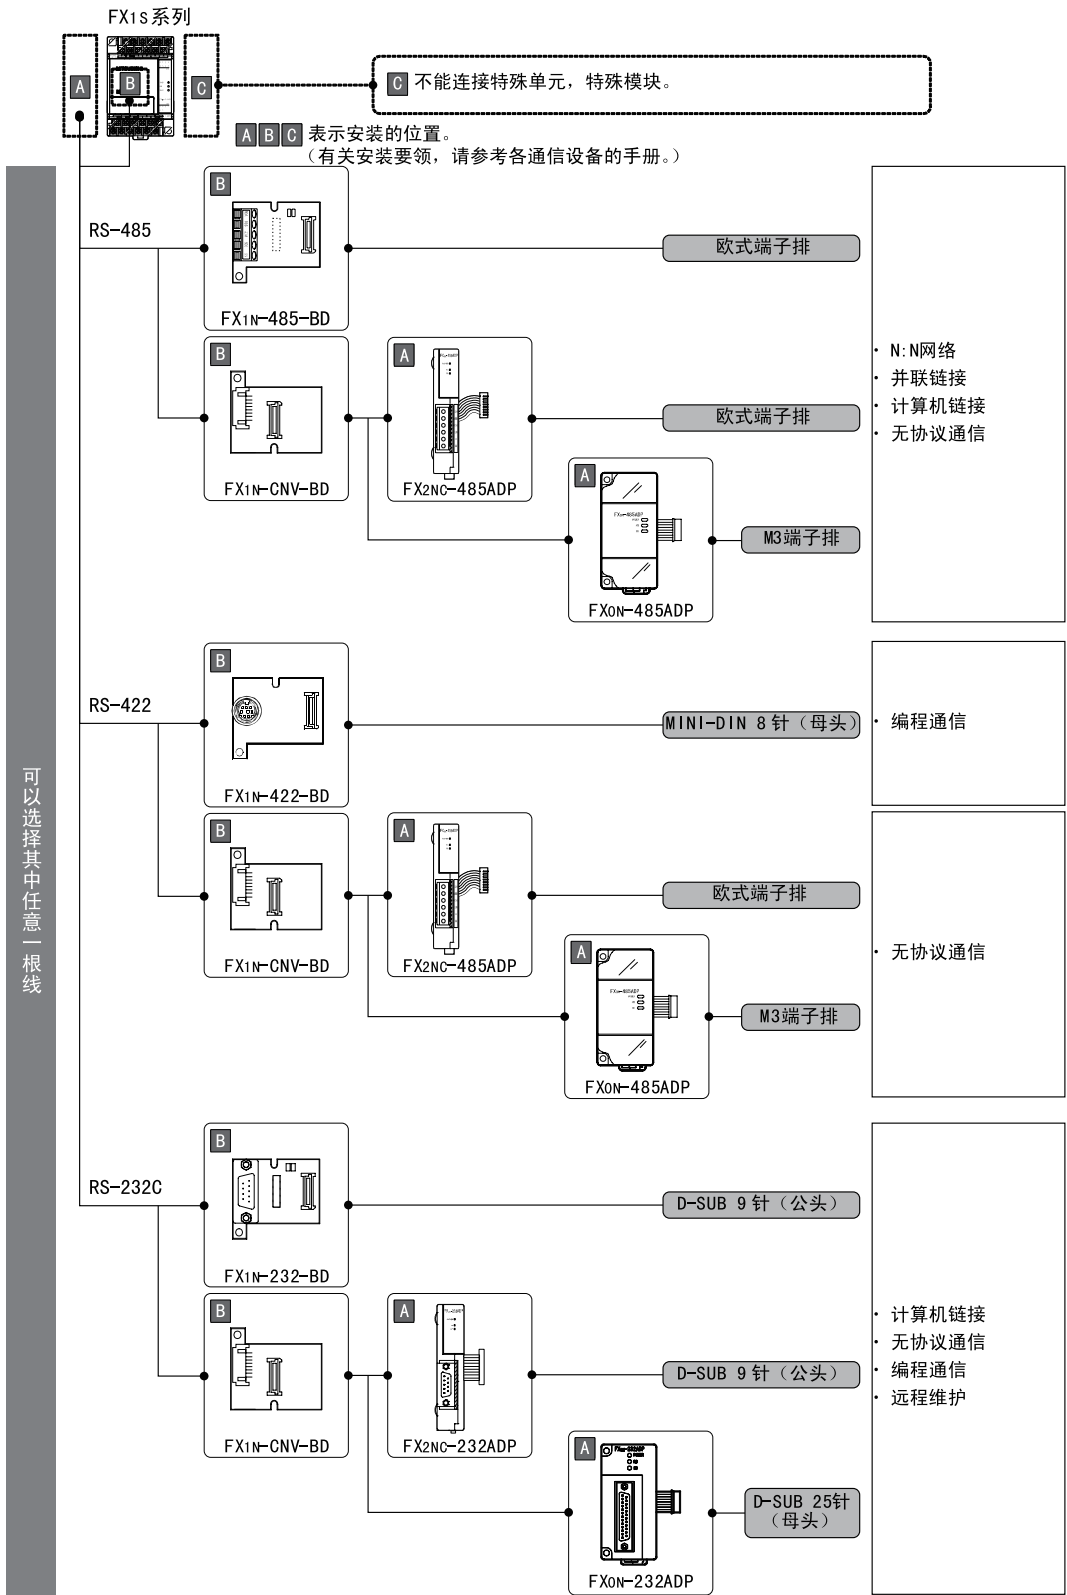 FX1S系列
A
B
C
C 不能连接特殊单元，特殊模块。
A B C 表示安装的位置。
（有关安装要领，请参考各通信设备的手册。）
可以选择其中任意一根线
RS-485
B
FX1N-485-BD
欧式端子排
B
FX1N-CNV-BD
A
FX2NC-485ADP
欧式端子排
A
FX0N-485ADP
FX0N-485ADP
M3端子排
· N:N网络
· 并联链接
· 计算机链接
· 无协议通信
RS-422
B
FX1N-422-BD
MINI-DIN 8针（母头）
· 编程通信
B
FX1N-CNV-BD
A
FX2NC-485ADP
欧式端子排
A
FX0N-485ADP
FX0N-485ADP
M3端子排
· 无协议通信
RS-232C
B
FX1N-232-BD
D-SUB 9针（公头）
B
FX1N-CNV-BD
A
FX2NC-232ADP
D-SUB 9针（公头）
A
FX0N-232ADP
FX0N-232ADP
D-SUB 25针
（母头）
· 计算机链接
· 无协议通信
· 编程通信
· 远程维护